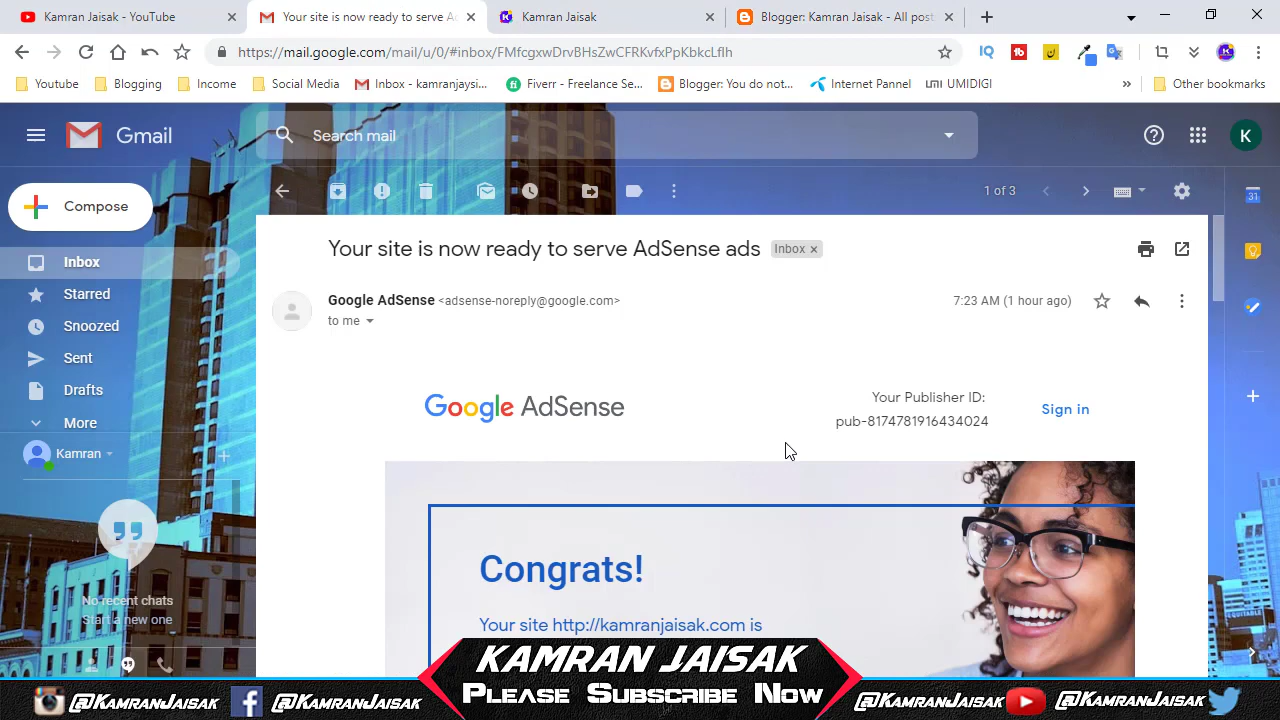 Kamran Jaisak - YouTube
Your site is now ready to serve Ad
Kamran Jaisak
Blogger: Kamran Jaisak - All post
https://mail.google.com/mail/u/0/#inbox/FMfcgxwDrvBHsZwCFRKvfxPpKbkcLflh
Youtube
Blogging
Income
Social Media
Inbox - kamranjaysi...
Fiverr - Freelance Se...
Blogger: You do not...
Internet Panel
UMI UMIDIGI
Other bookmarks
Gmail
Search mail
K
Compose
1 of 3
31
Inbox
Starred
Snoozed
Sent
Drafts
More
Kamran
No recent chats
Start a new one
Your site is now ready to serve AdSense ads
Inbox x
Google AdSense <adsense-noreply@google.com>
7:23 AM (1 hour ago)
to me
Google AdSense
Your Publisher ID:
pub-8174781916434024
Sign in
Congrats!
Your site http://kamranjaisak.com is
KAMRAN JAISAK
Please Subscribe Now
@KamranJaisak
@KamranJaisak
@KamranJaisak
@KamranJaisak